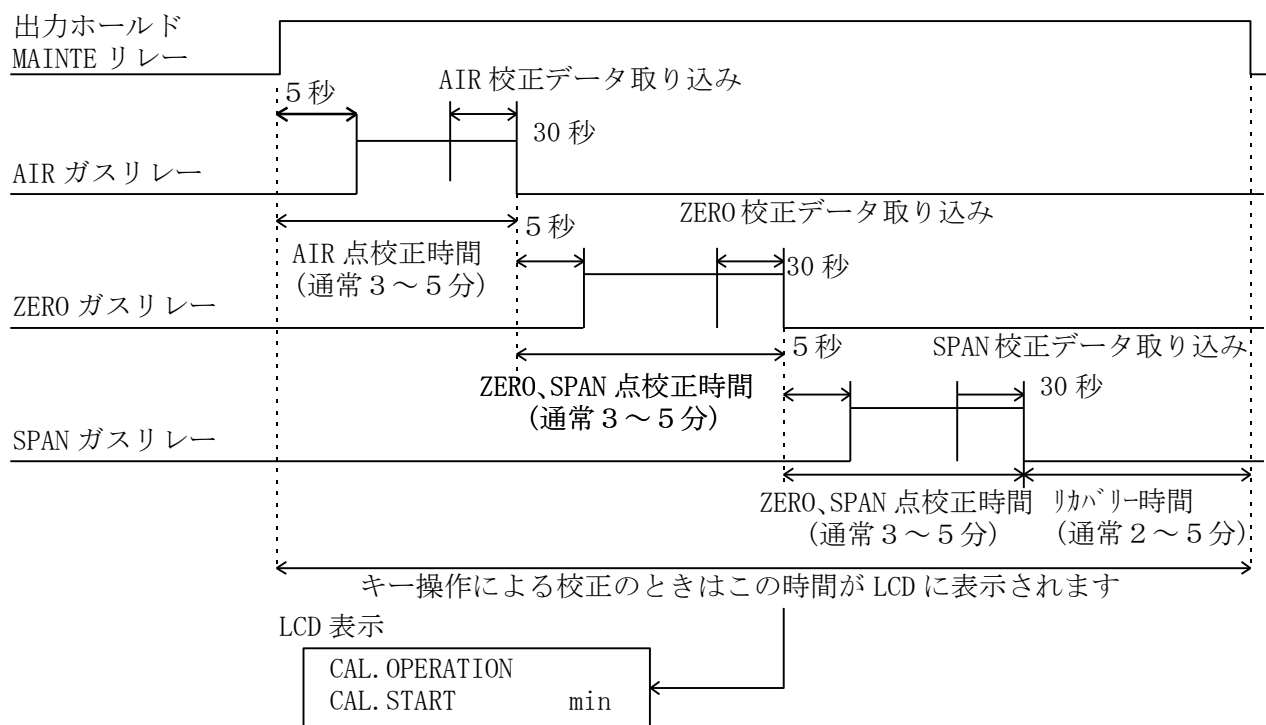 出力ホールド
MAINTE リレー
5秒
AIR 校正データ取り込み
30 秒
AIR ガスリレー
AIR 点校正時間
(通常3～5分)
5秒
ZERO 校正データ取り込み
30 秒
ZERO ガスリレー
ZERO、SPAN 点校正時間
(通常3～5分)
5秒
SPAN 校正データ取り込み
30 秒
SPAN ガスリレー
ZERO、SPAN 点校正時間
(通常3～5分)
ﾘｶﾊﾞﾘｰ時間
(通常2～5分)
キー操作による校正のときはこの時間が LCD に表示されます
LCD 表示
CAL. OPERATION
CAL. START min